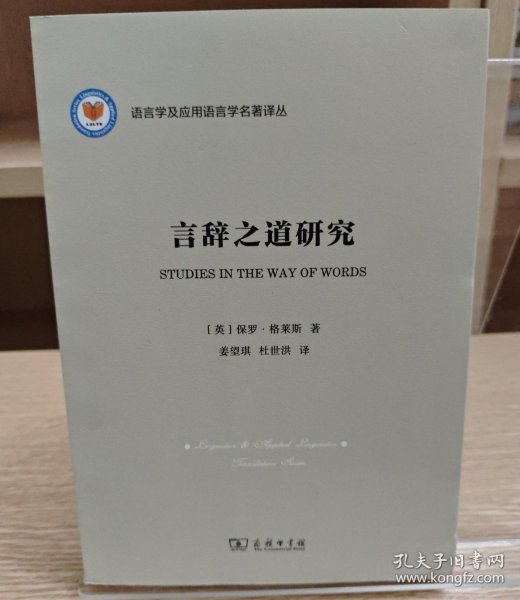 语言学及应用语言学名著译丛
言辞之道研究
STUDIES IN THE WAY OF WORDS
〔英〕保罗·格莱斯 著
姜望琪 杜世洪 译
Linguistics & Applied Linguistics
Translation Series
商务印书馆
The Commercial Press
孔夫子旧书网
www.kongfz.com